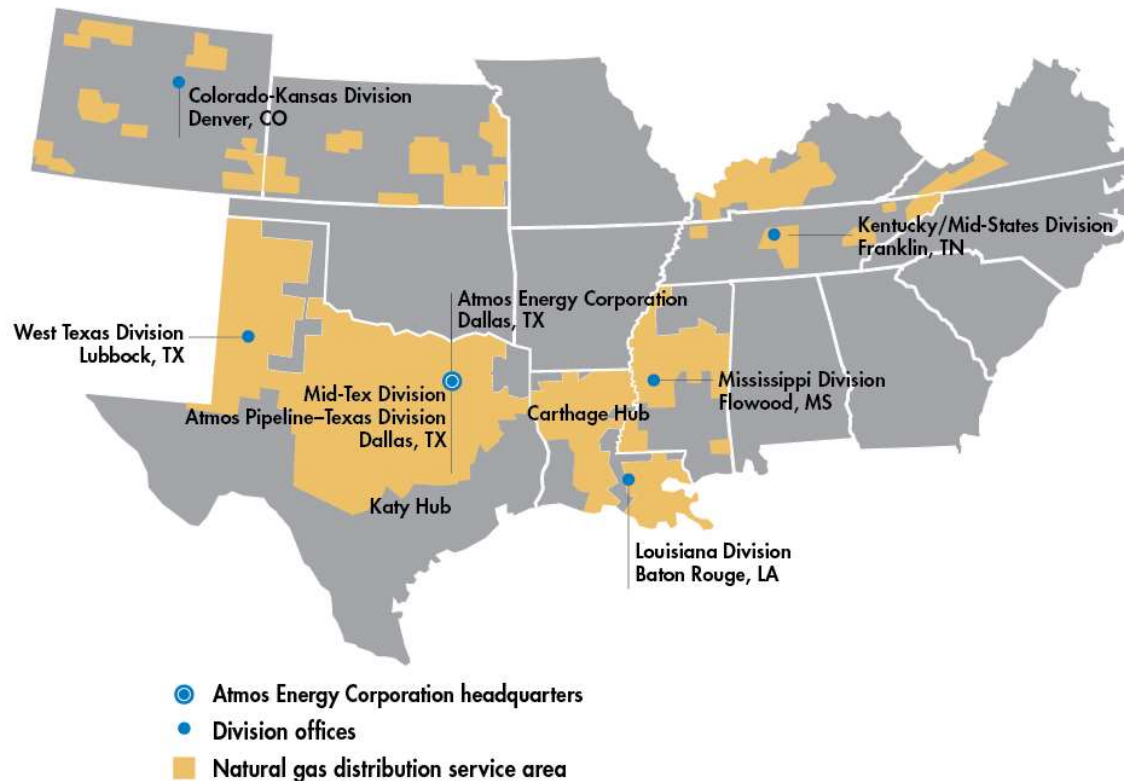 Colorado-Kansas Division
Denver, CO
Kentucky/Mid-States Division
Franklin, TN
Atmos Energy Corporation
Dallas, TX
West Texas Division
Lubbock, TX
Mid-Tex Division
Atmos Pipeline–Texas Division
Dallas, TX
Carthage Hub
Mississippi Division
Flowood, MS
Katy Hub
Louisiana Division
Baton Rouge, LA
Atmos Energy Corporation headquarters
Division offices
Natural gas distribution service area